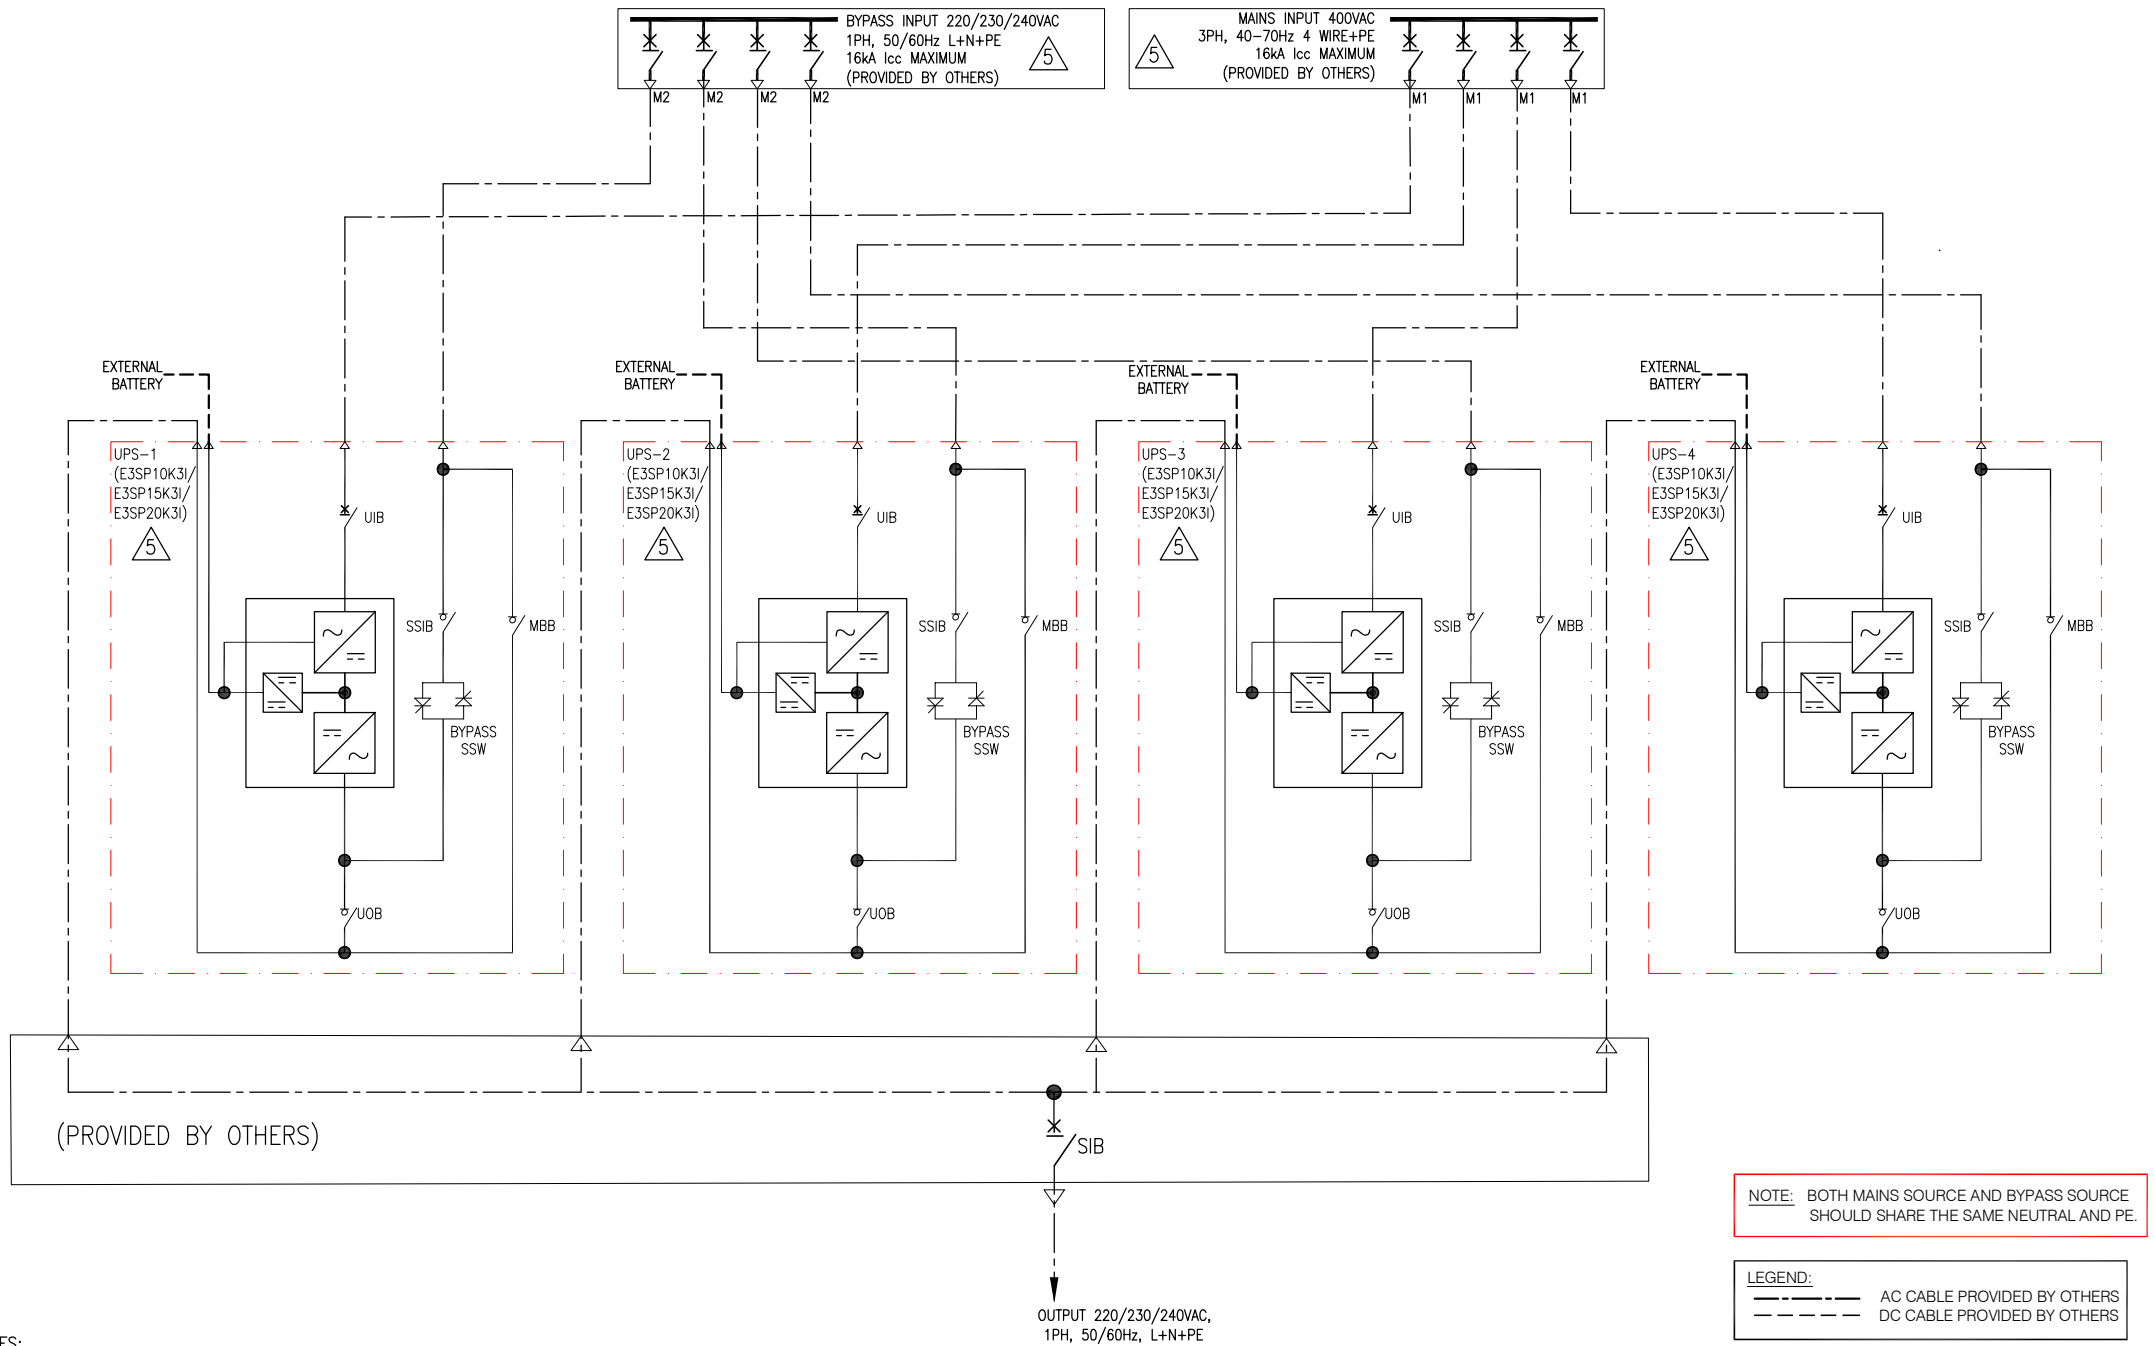 BYPASS INPUT 220/230/240VAC
1PH, 50/60Hz L+N+PE
16kA Icc MAXIMUM
(PROVIDED BY OTHERS)
5
MAINS INPUT 400VAC
3PH, 40-70Hz 4 WIRE+PE
16kA Icc MAXIMUM
(PROVIDED BY OTHERS)
5
M2 M2 M2 M2
M1 M1 M1 M1
EXTERNAL
BATTERY
EXTERNAL
BATTERY
EXTERNAL
BATTERY
EXTERNAL
BATTERY
UPS-1
(E3SP10K3I/
E3SP15K3I/
E3SP20K3I)
5
UIB
SSIB
MBB
BYPASS
SSW
UOB
UPS-2
(E3SP10K3I/
E3SP15K3I/
E3SP20K3I)
5
UIB
SSIB
MBB
BYPASS
SSW
UOB
UPS-3
(E3SP10K3I/
E3SP15K3I/
E3SP20K3I)
5
UIB
SSIB
MBB
BYPASS
SSW
UOB
UPS-4
(E3SP10K3I/
E3SP15K3I/
E3SP20K3I)
5
UIB
SSIB
MBB
BYPASS
SSW
UOB
(PROVIDED BY OTHERS)
SIB
OUTPUT 220/230/240VAC,
1PH, 50/60Hz, L+N+PE
NOTE: BOTH MAINS SOURCE AND BYPASS SOURCE
SHOULD SHARE THE SAME NEUTRAL AND PE.
LEGEND:
AC CABLE PROVIDED BY OTHERS
DC CABLE PROVIDED BY OTHERS